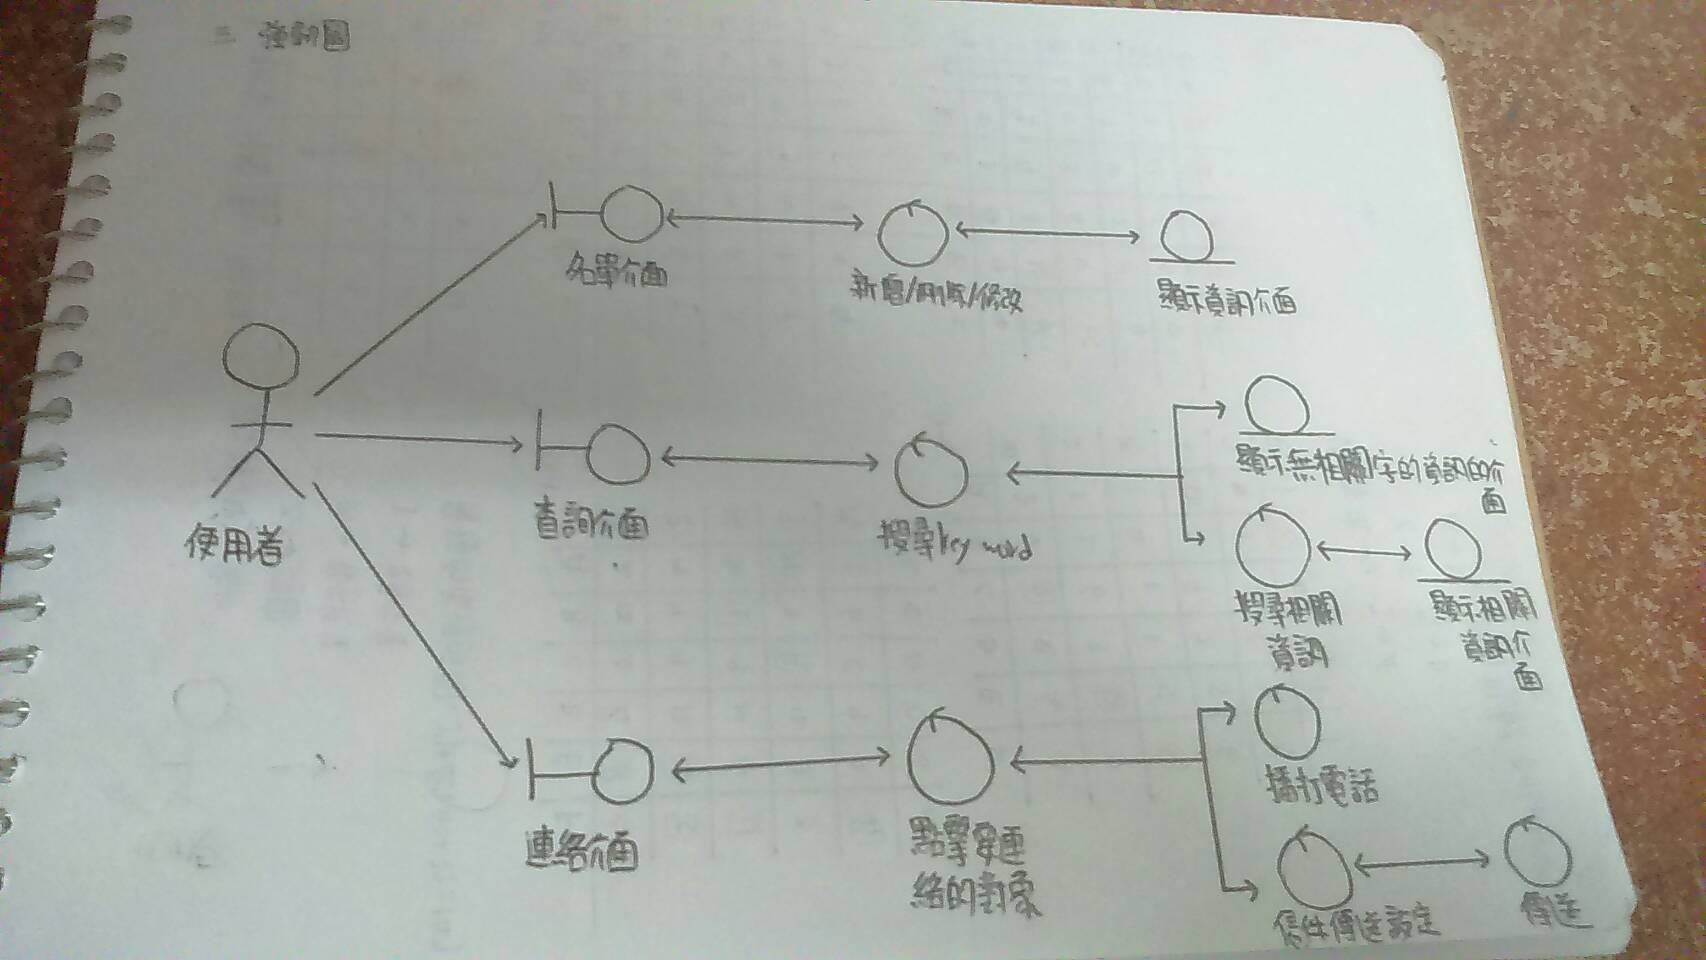 三 強韌圖
名單介面
新增/刪除/修改
顯示資訊介面
使用者
查詢介面
搜尋key word
顯示無相關字的資訊的介
面
搜尋相關
資訊
顯示相關
資訊介
面
連絡介面
點擊要連
絡的對象
播打電話
信件傳送設定
傳送